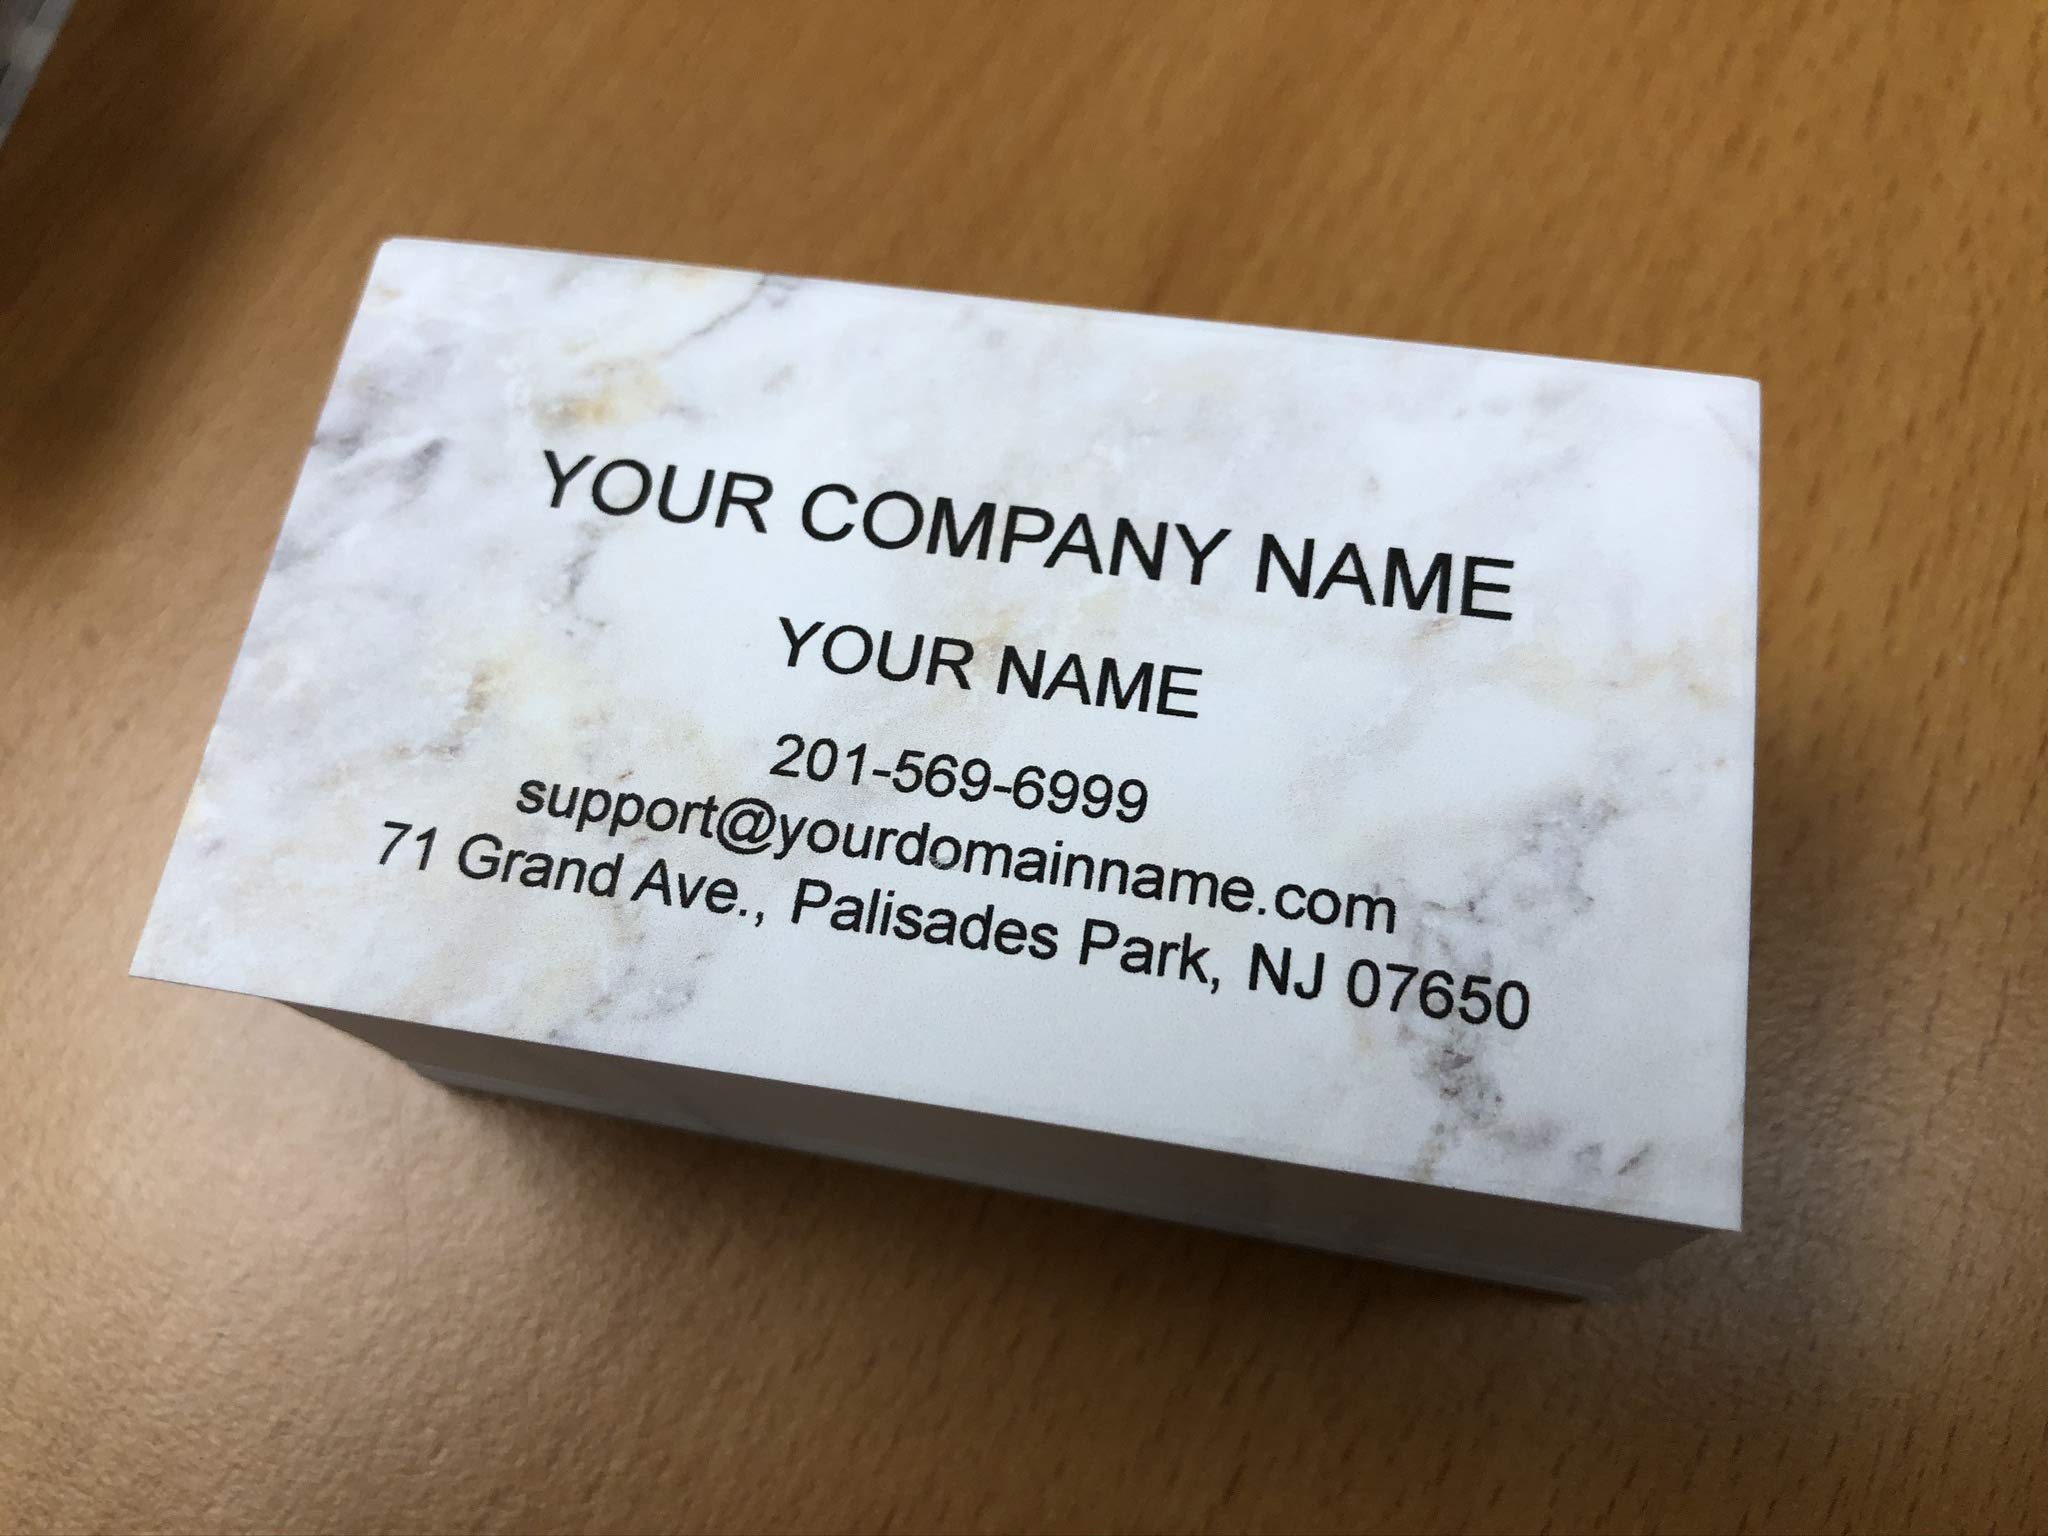 YOUR COMPANY NAME
YOUR NAME
201-569-6999
support@yourdomainname.com
71 Grand Ave., Palisades Park, NJ 07650